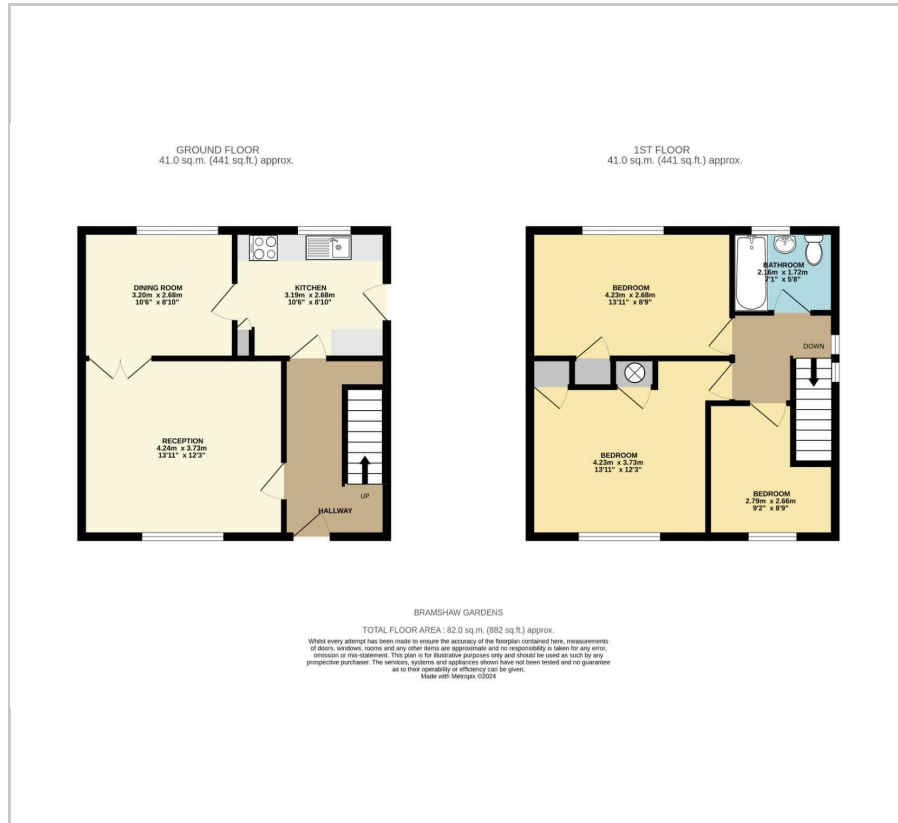 GROUND FLOOR
41.0 sq.m. (441 sq.ft.) approx.
1ST FLOOR
41.0 sq.m. (441 sq.ft.) approx.
DINING ROOM
3.20m x 2.68m
10'6" x 8'10"
KITCHEN
3.19m x 2.68m
10'6" x 8'10"
RECEPTION
4.24m x 3.73m
13'11" x 12'3"
UP
HALLWAY
BEDROOM
4.23m x 2.68m
13'11" x 8'9"
BATHROOM
2.16m x 1.72m
7'1" x 5'8"
DOWN
BEDROOM
4.23m x 3.73m
13'11" x 12'3"
BEDROOM
2.79m x 2.66m
9'2" x 8'9"
BRAMSHAW GARDENS
TOTAL FLOOR AREA : 82.0 sq.m. (882 sq.ft.) approx.
Whilst every attempt has been made to ensure the accuracy of the floorplan contained here, measurements
of doors, windows, rooms and any other items are approximate and no responsibility is taken for any error,
omission or mis-statement. This plan is for illustrative purposes only and should be used as such by any
prospective purchaser. The services, systems and appliances shown have not been tested and no guarantee
as to their operability or efficiency can be given.
Made with Metropix ©2024